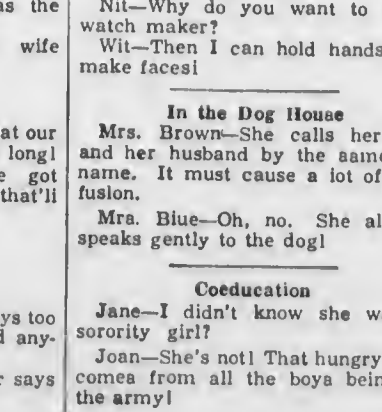 as the
wife
at our
long!
e got
that'll
ys too
d any-
r says
Nit—Why do you want to
watch maker?
Wit—Then I can hold hands
make faces!
In the Dog House
Mrs. Brown—She calls her
and her husband by the same
name. It must cause a lot of
fusion.
Mrs. Blue—Oh, no. She al
speaks gently to the dog!
Coeducation
Jane—I didn't know she w
sorority girl?
Joan—She's not! That hungry
comes from all the boys bein
the army!